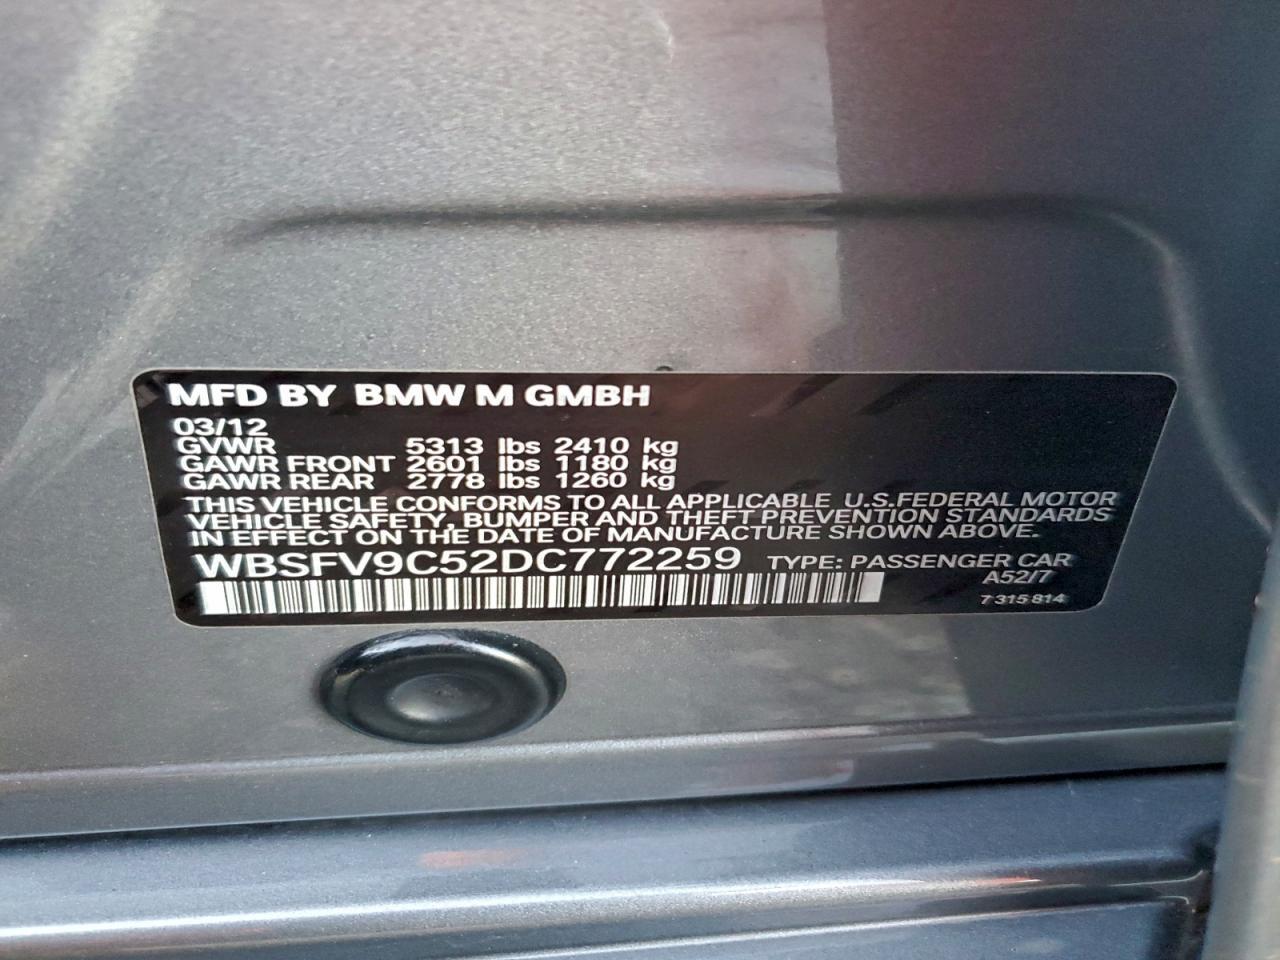 MFD BY BMW M GMBH
03/12
GVWR 5313 lbs 2410 kg
GAWR FRONT 2601 lbs 1180 kg
GAWR REAR 2778 lbs 1260 kg
THIS VEHICLE CONFORMS TO ALL APPLICABLE U.S.FEDERAL MOTOR
VEHICLE SAFETY, BUMPER AND THEFT PREVENTION STANDARDS
IN EFFECT ON THE DATE OF MANUFACTURE SHOWN ABOVE.
WBSFV9C52DC772259 TYPE: PASSENGER CAR
A52/7
7 315 814